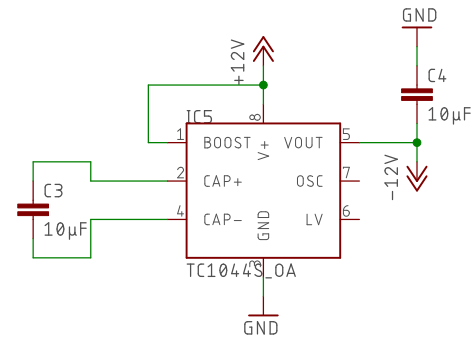 GND
+12V
C4
10µF
IC5
8
1
BOOST
V+
VOUT
5
-12V
2
CAP+
OSC
7
C3
10µF
4
CAP-
GND
LV
6
TC1044S_OA
3
GND